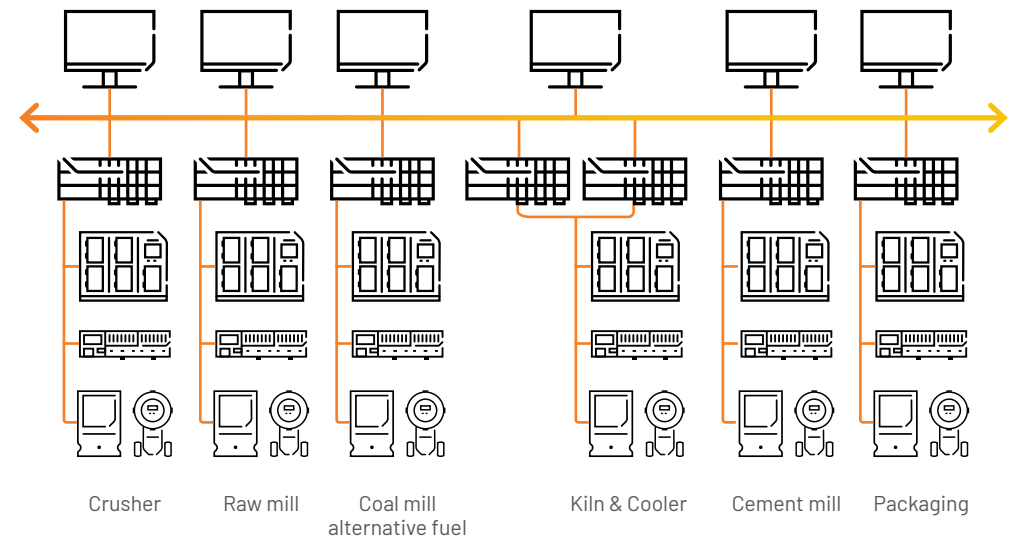 Crusher
Raw mill
Coal mill
alternative fuel
Kiln & Cooler
Cement mill
Packaging